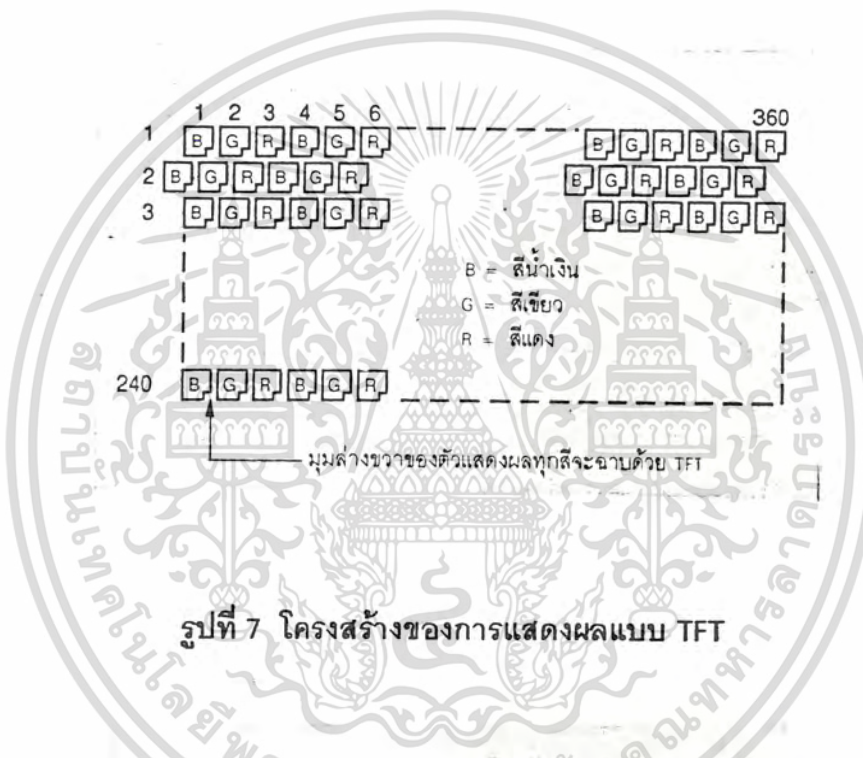 1 2 3 4 5 6 360
1 B G R B G R B G R B G R
2 B G R B G R B G R B G R
3 B G R B G R B G R B G R
B = สีน้ำเงิน
G = สีเขียว
R = สีแดง
240 B G R B G R
มุมล่างขวาของตัวแสดงผลทุกสีจะฉาบด้วย TFT
รูปที่ 7 โครงสร้างของการแสดงผลแบบ TFT